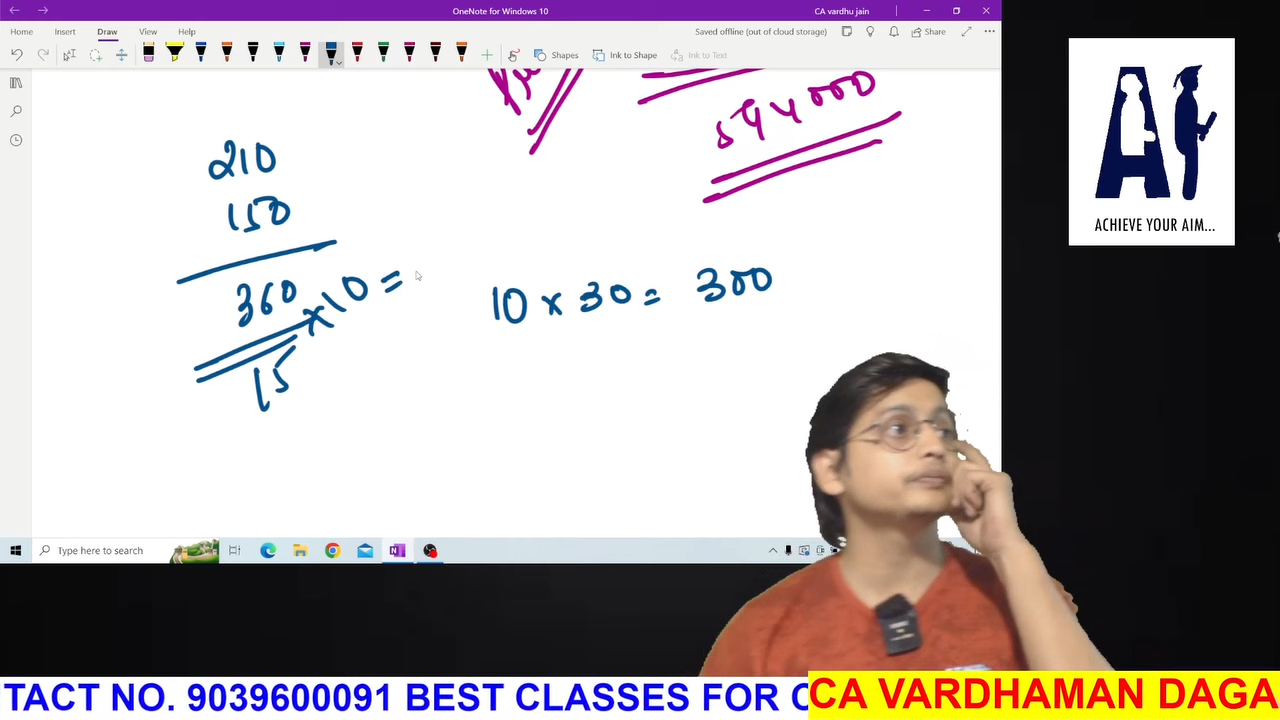 OneNote for Windows 10
CA vardhu jain
Home Insert Draw View Help
Saved offline (out of cloud storage)
Share
Shapes
Ink to Shape
Ink to Text
594000
210
150
360 × 10 =
15
10 × 30 = 300
ACHIEVE YOUR AIM...
Type here to search
TACT NO. 9039600091 BEST CLASSES FOR C
CA VARDHAMAN DAGA